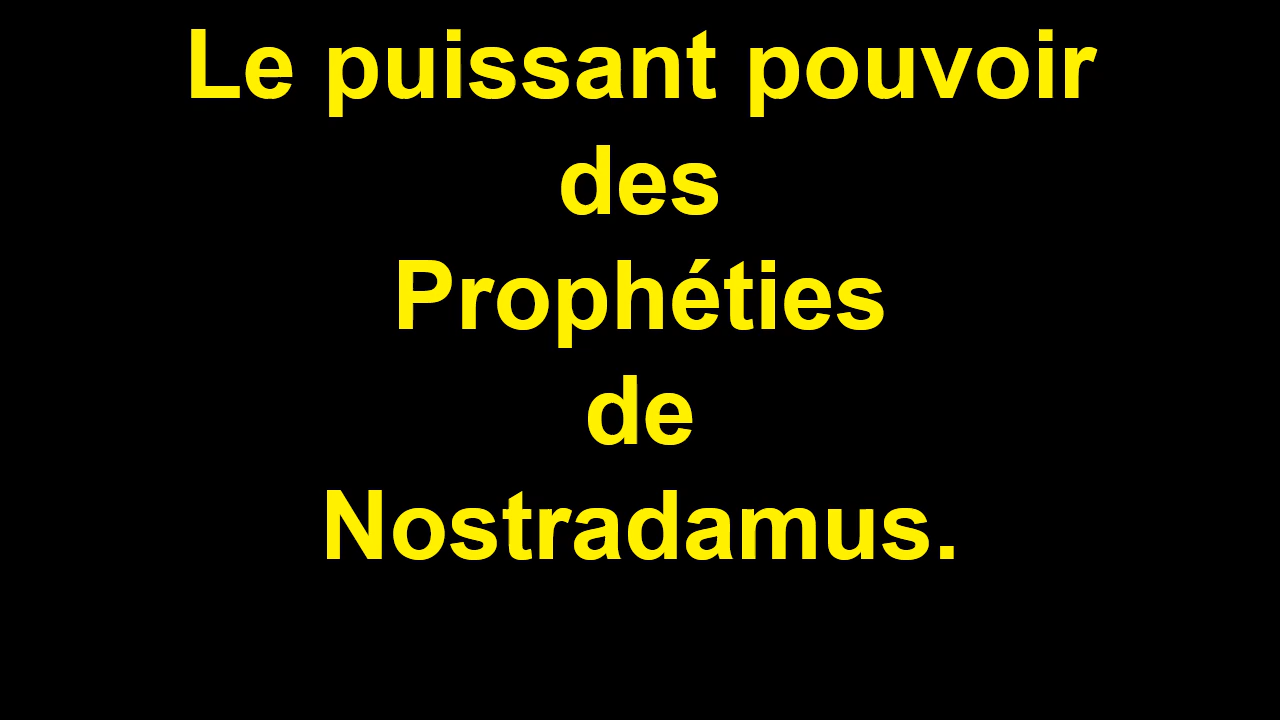 Le puissant pouvoir
des
Prophéties
de
Nostradamus.